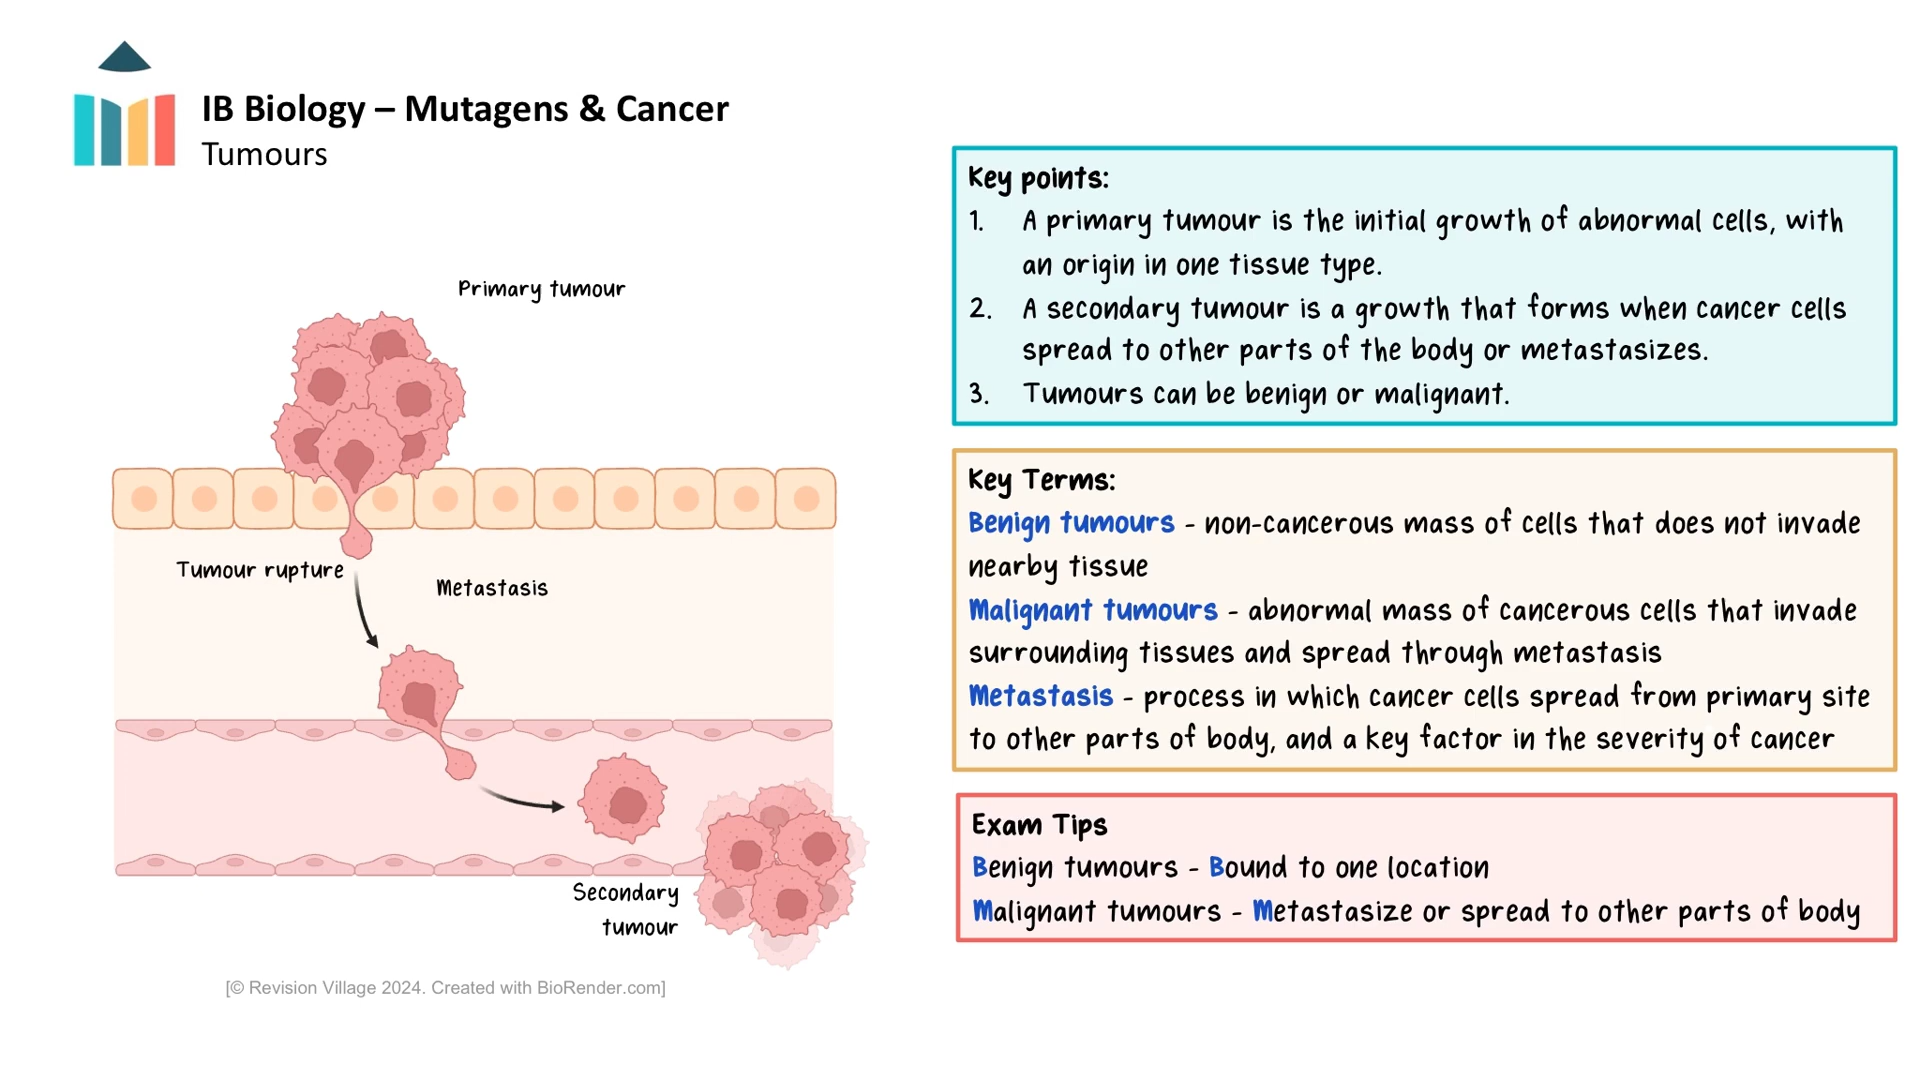 IB Biology – Mutagens & Cancer
Tumours
Primary tumour
Tumour rupture
Metastasis
Secondary
tumour
[© Revision Village 2024. Created with BioRender.com]
Key points:
1. A primary tumour is the initial growth of abnormal cells, with
an origin in one tissue type.
2. A secondary tumour is a growth that forms when cancer cells
spread to other parts of the body or metastasizes.
3. Tumours can be benign or malignant.
Key Terms:
Benign tumours - non-cancerous mass of cells that does not invade
nearby tissue
Malignant tumours - abnormal mass of cancerous cells that invade
surrounding tissues and spread through metastasis
Metastasis - process in which cancer cells spread from primary site
to other parts of body, and a key factor in the severity of cancer
Exam Tips
Benign tumours - Bound to one location
Malignant tumours - Metastasize or spread to other parts of body